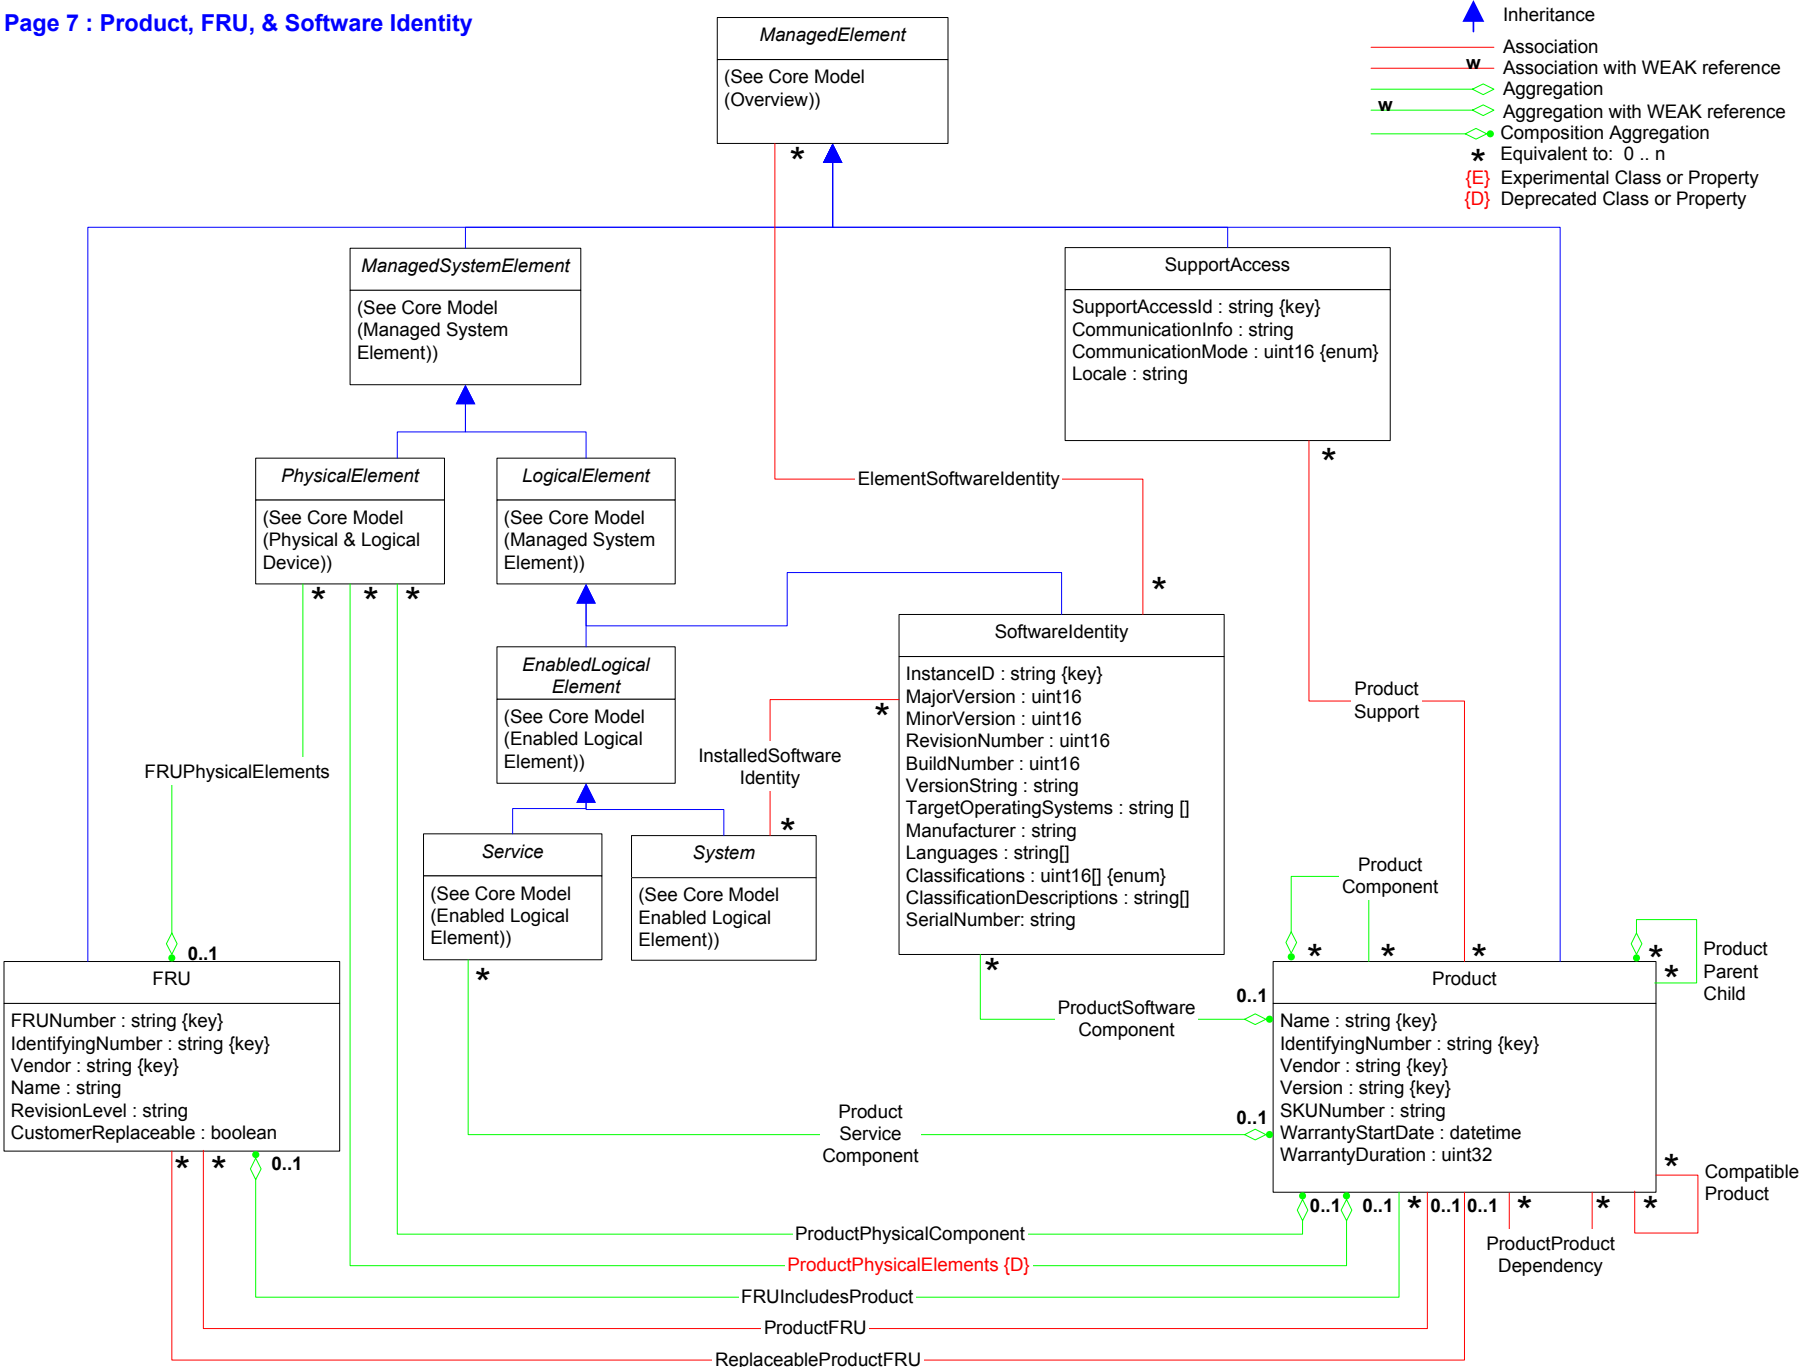 Page 7 : Product, FRU, & Software Identity
Inheritance
Association
w
Association with WEAK reference
Aggregation
w
Aggregation with WEAK reference
Composition Aggregation
* Equivalent to: 0 .. n
{E} Experimental Class or Property
{D} Deprecated Class or Property
ManagedElement
(See Core Model
(Overview))
*
ManagedSystemElement
(See Core Model
(Managed System
Element))
SupportAccess
SupportAccessId : string {key}
CommunicationInfo : string
CommunicationMode : uint16 {enum}
Locale : string
*
PhysicalElement
(See Core Model
(Physical & Logical
Device))
* * *
LogicalElement
(See Core Model
(Managed System
Element))
ElementSoftwareIdentity
*
SoftwareIdentity
InstanceID : string {key}
MajorVersion : uint16
MinorVersion : uint16
RevisionNumber : uint16
BuildNumber : uint16
VersionString : string
TargetOperatingSystems : string []
Manufacturer : string
Languages : string[]
Classifications : uint16[] {enum}
ClassificationDescriptions : string[]
SerialNumber: string
*
*
EnabledLogical
Element
(See Core Model
(Enabled Logical
Element))
InstalledSoftware
Identity
*
Product
Support
FRUPhysicalElements
Service
(See Core Model
(Enabled Logical
Element))
*
System
(See Core Model
Enabled Logical
Element))
Product
Component
* * *
*
*
Product
Parent
Child
0..1
FRU
FRUNumber : string {key}
IdentifyingNumber : string {key}
Vendor : string {key}
Name : string
RevisionLevel : string
CustomerReplaceable : boolean
* * 0..1
ProductSoftware
Component
0..1
Product
Service
Component
0..1
Product
Name : string {key}
IdentifyingNumber : string {key}
Vendor : string {key}
Version : string {key}
SKUNumber : string
WarrantyStartDate : datetime
WarrantyDuration : uint32
*
Compatible
Product
0..1 0..1 * 0..1 0..1 * * *
ProductProduct
Dependency
ProductPhysicalComponent
ProductPhysicalElements {D}
FRUIncludesProduct
ProductFRU
ReplaceableProductFRU